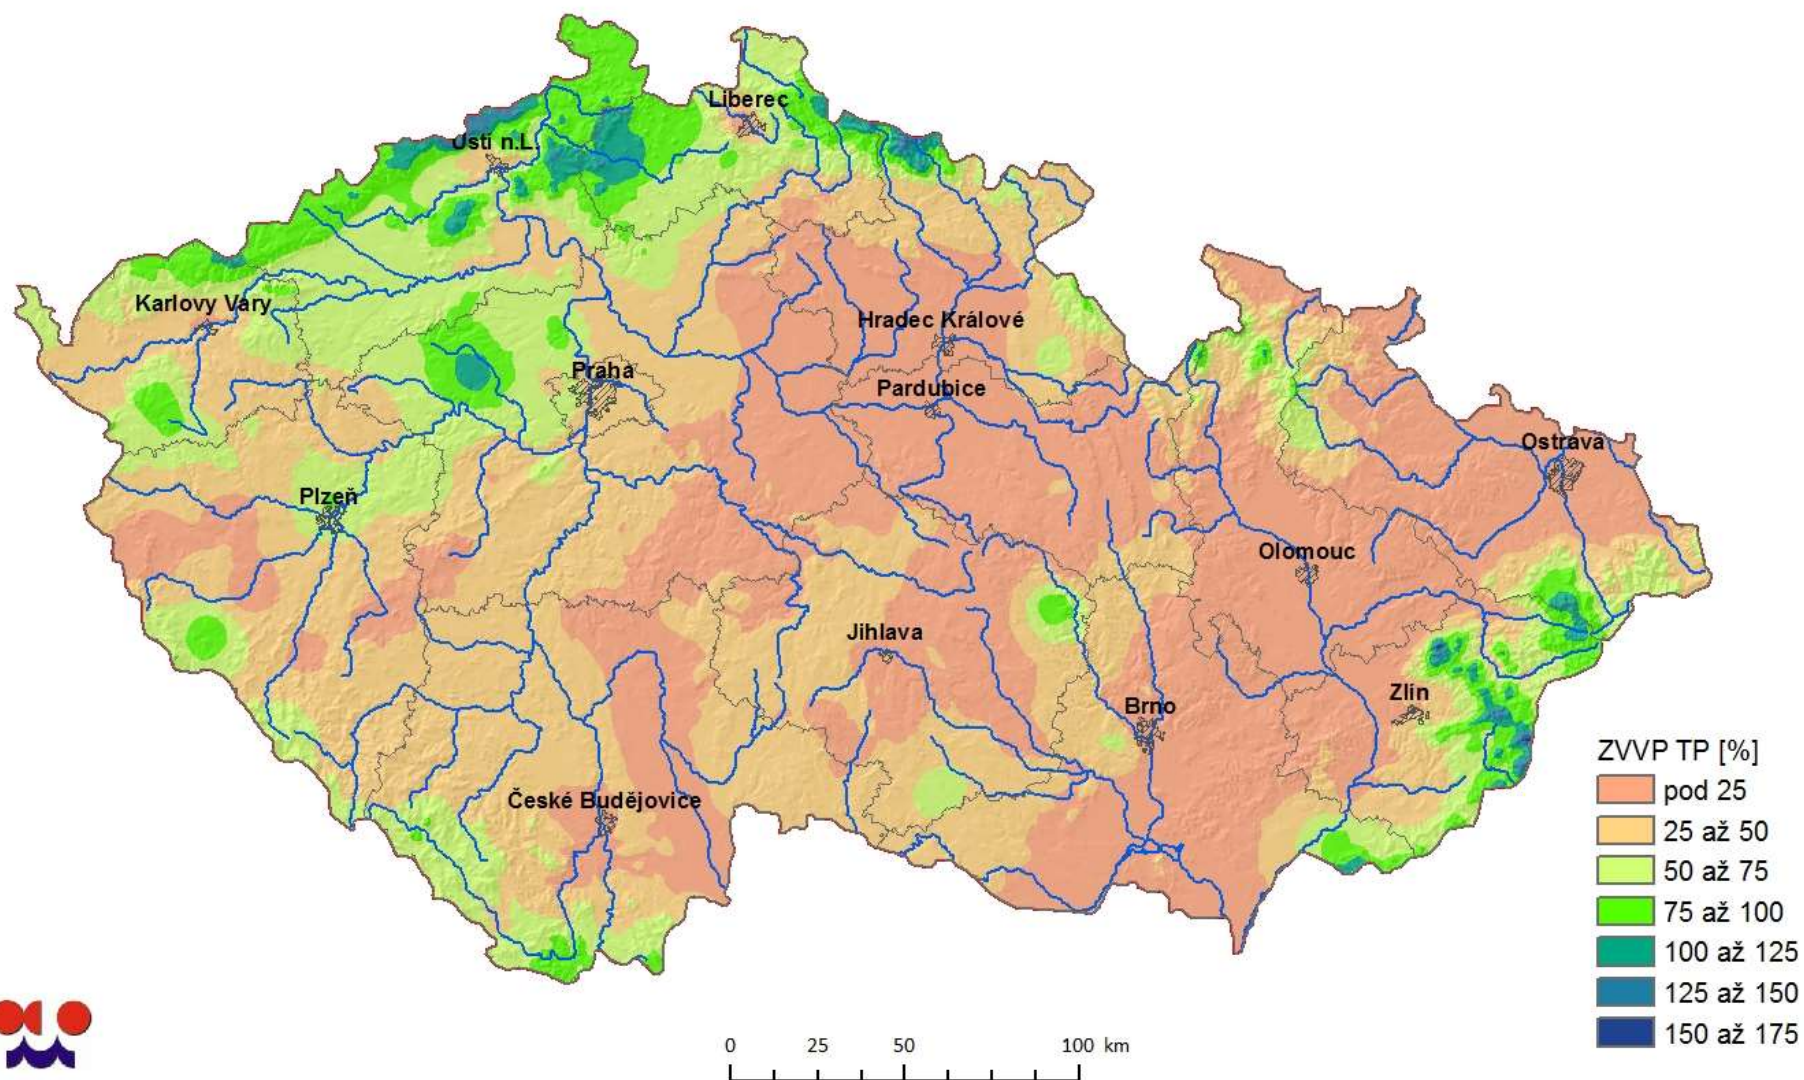 Liberec
Ústí n.L.
Karlovy Vary
Hradec Králové
Praha
Pardubice
Ostrava
Plzeň
Olomouc
Jihlava
Zlín
Brno
České Budějovice
ZVVP TP [%]
pod 25
25 až 50
50 až 75
75 až 100
100 až 125
125 až 150
150 až 175
0 25 50 100 km